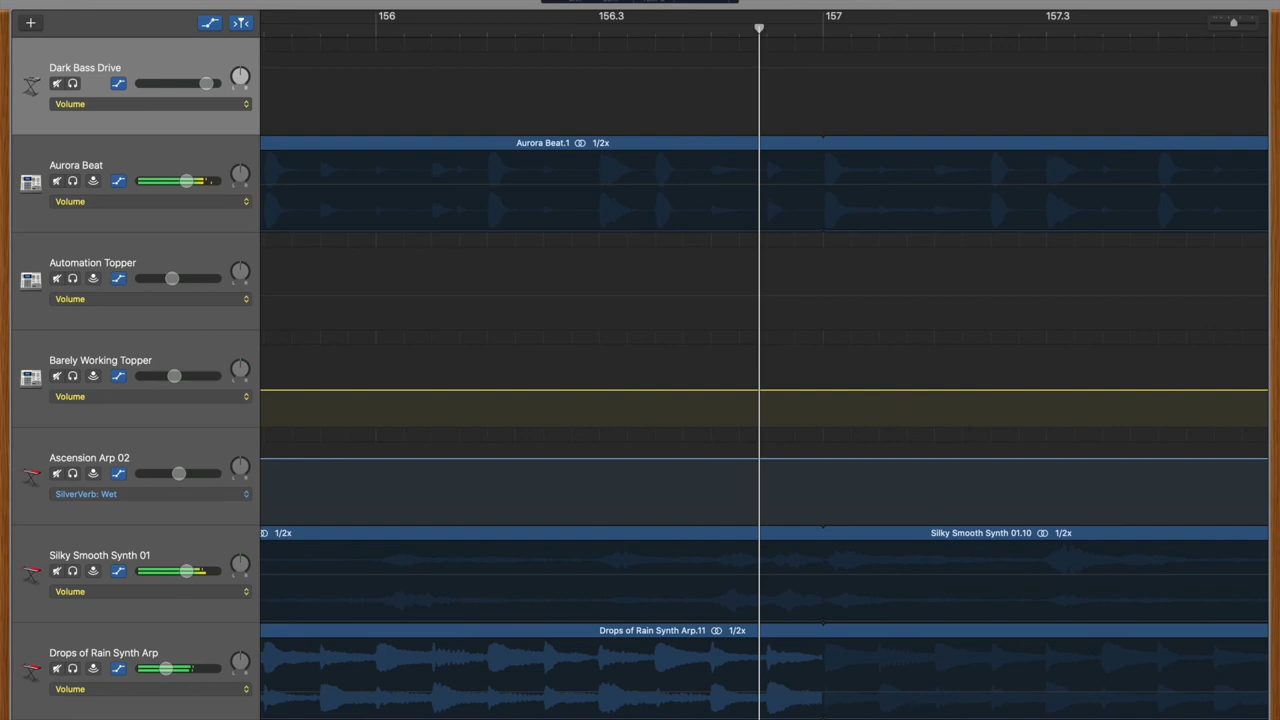 156
156.3
157
157.3
Dark Bass Drive
L R
Volume
Aurora Beat.1 1/2x
Aurora Beat
L R
Volume
Automation Topper
L R
Volume
Barely Working Topper
L R
Volume
Ascension Arp 02
L R
SilverVerb: Wet
1/2x
Silky Smooth Synth 01.10 1/2x
Silky Smooth Synth 01
L R
Volume
Drops of Rain Synth Arp.11 1/2x
Drops of Rain Synth Arp
L R
Volume